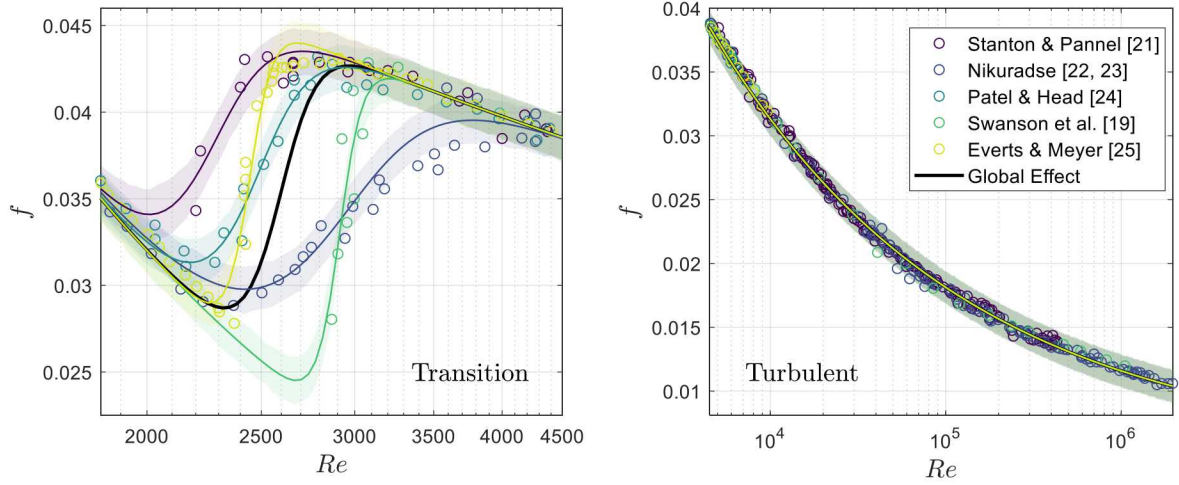 0.045
0.04
0.035
0.03
0.025
f
2000
2500
3000
3500
4000
4500
Re
Transition
0.04
0.035
0.03
0.025
0.02
0.015
0.01
f
10^4
10^5
10^6
Re
Turbulent
Stanton & Pannel [21]
Nikuradse [22, 23]
Patel & Head [24]
Swanson et al. [19]
Everts & Meyer [25]
Global Effect